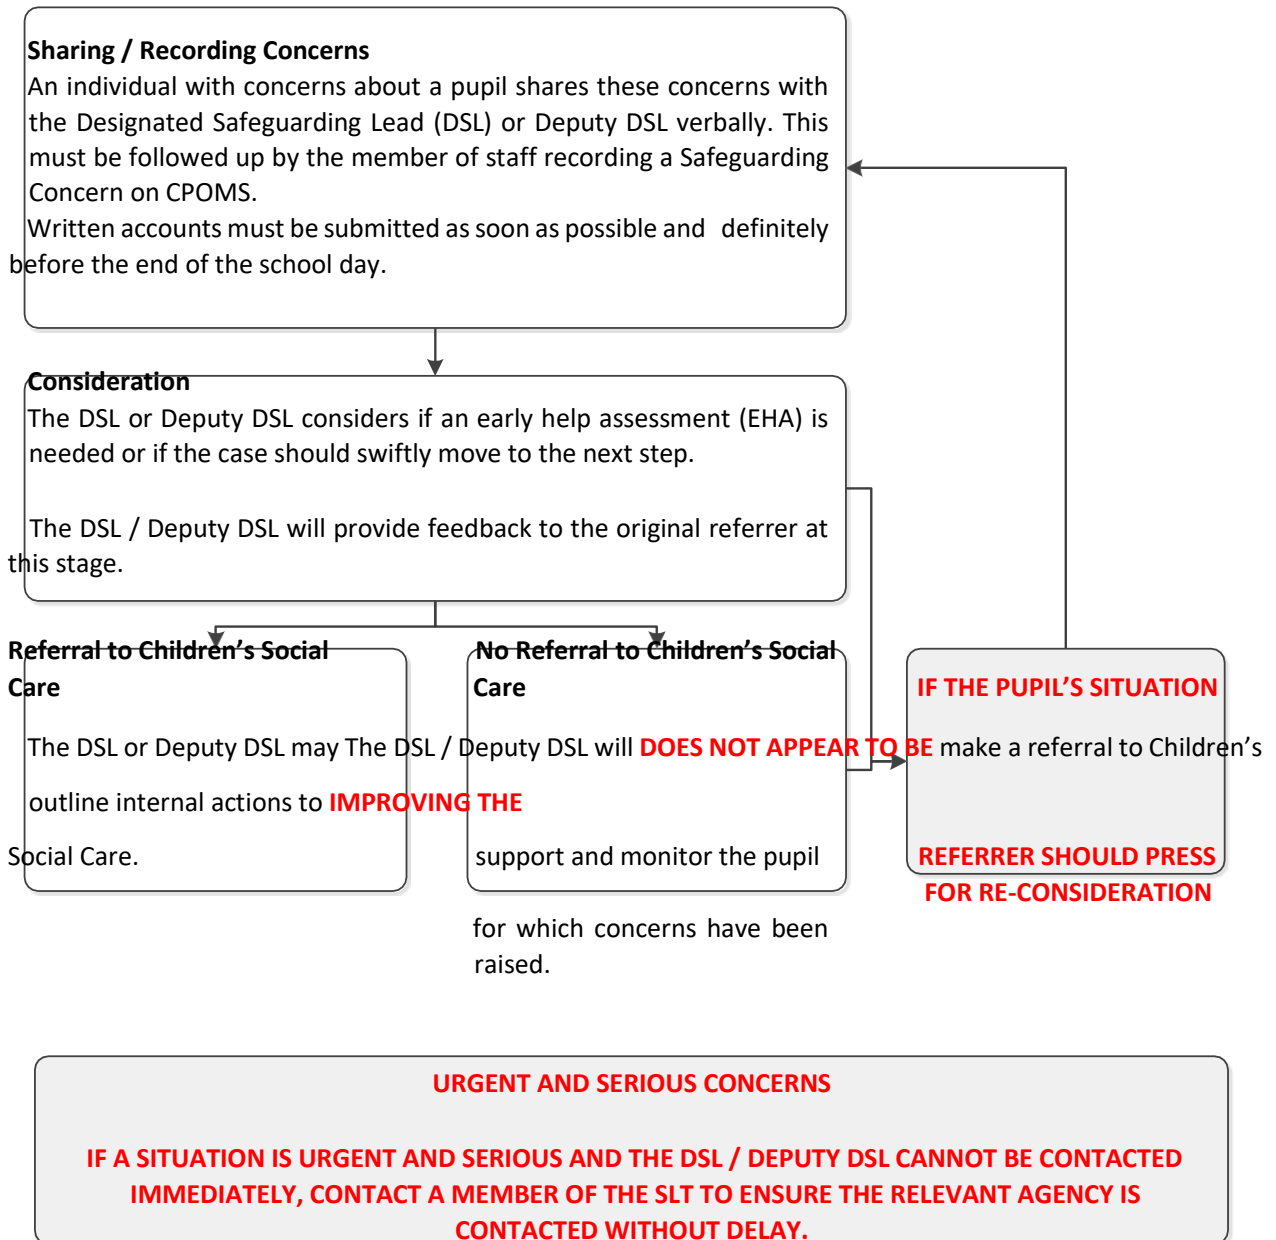 Sharing / Recording Concerns
An individual with concerns about a pupil shares these concerns with
the Designated Safeguarding Lead (DSL) or Deputy DSL verbally. This
must be followed up by the member of staff recording a Safeguarding
Concern on CPOMS.
Written accounts must be submitted as soon as possible and definitely
before the end of the school day.
Consideration
The DSL or Deputy DSL considers if an early help assessment (EHA) is
needed or if the case should swiftly move to the next step.
The DSL / Deputy DSL will provide feedback to the original referrer at
this stage.
Referral to Children’s Social
Care
No Referral to Children’s Social
Care
IF THE PUPIL’S SITUATION
The DSL or Deputy DSL may The DSL / Deputy DSL will DOES NOT APPEAR TO BE make a referral to Children’s
outline internal actions to IMPROVING THE
Social Care.
support and monitor the pupil
REFERRER SHOULD PRESS
FOR RE-CONSIDERATION
for which concerns have been
raised.
URGENT AND SERIOUS CONCERNS
IF A SITUATION IS URGENT AND SERIOUS AND THE DSL / DEPUTY DSL CANNOT BE CONTACTED
IMMEDIATELY, CONTACT A MEMBER OF THE SLT TO ENSURE THE RELEVANT AGENCY IS
CONTACTED WITHOUT DELAY.